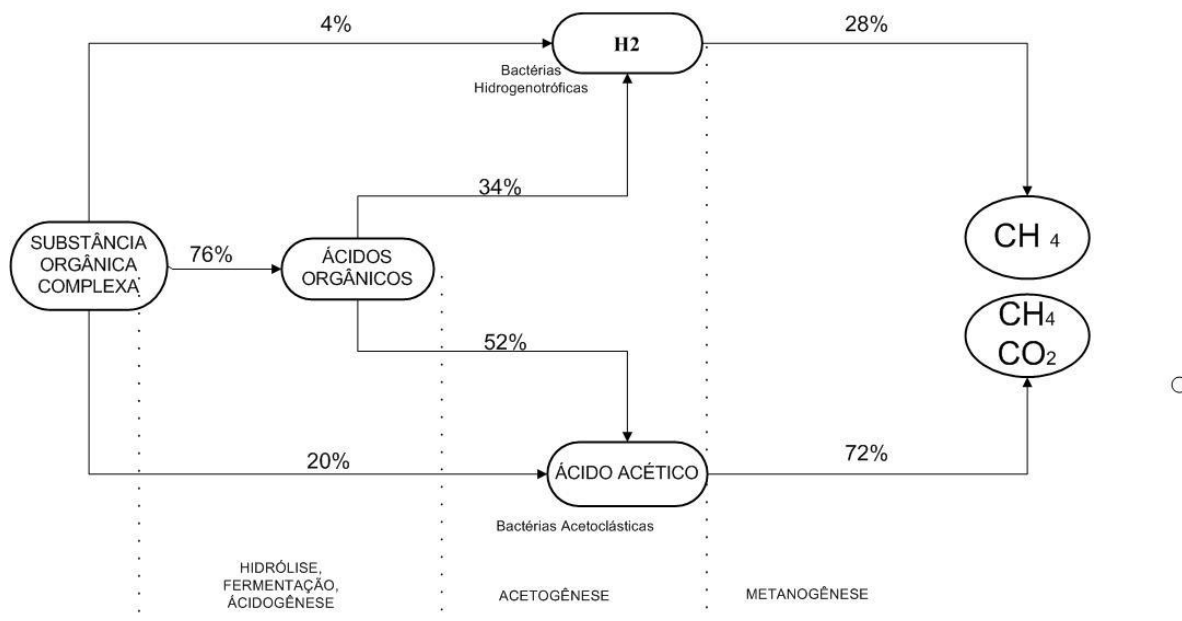 4%
H2
28%
Bactérias
Hidrogenotróficas
34%
SUBSTÂNCIA
ORGÂNICA
COMPLEXA
76%
ÁCIDOS
ORGÂNICOS
CH 4
CH4
CO2
52%
20%
ÁCIDO ACÉTICO
72%
Bactérias Acetoclásticas
HIDRÓLISE,
FERMENTAÇÃO,
ÁCIDOGÊNESE
ACETOGÊNESE
METANOGÊNESE